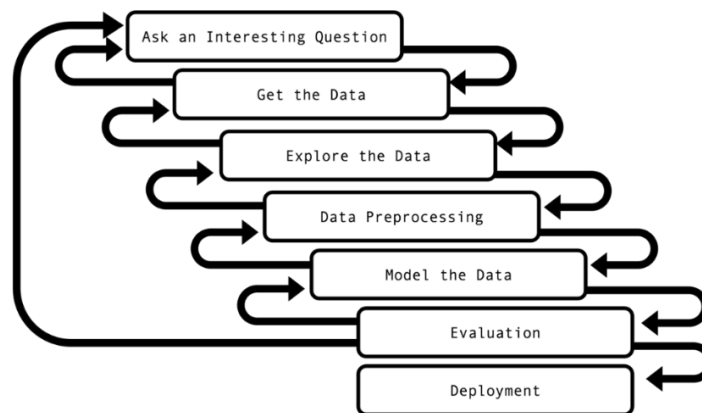 Ask an Interesting Question
Get the Data
Explore the Data
Data Preprocessing
Model the Data
Evaluation
Deployment